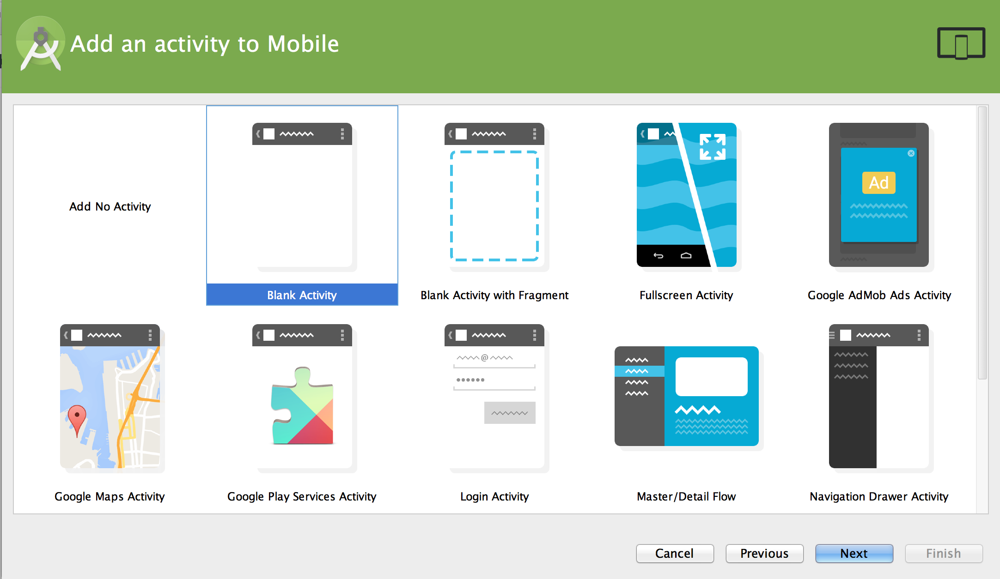 Add an activity to Mobile
Ad
Add No Activity
Blank Activity
Blank Activity with Fragment
Fullscreen Activity
Google AdMob Ads Activity
@
Google Maps Activity
Google Play Services Activity
Login Activity
Master/Detail Flow
Navigation Drawer Activity
Cancel
Previous
Next
Finish